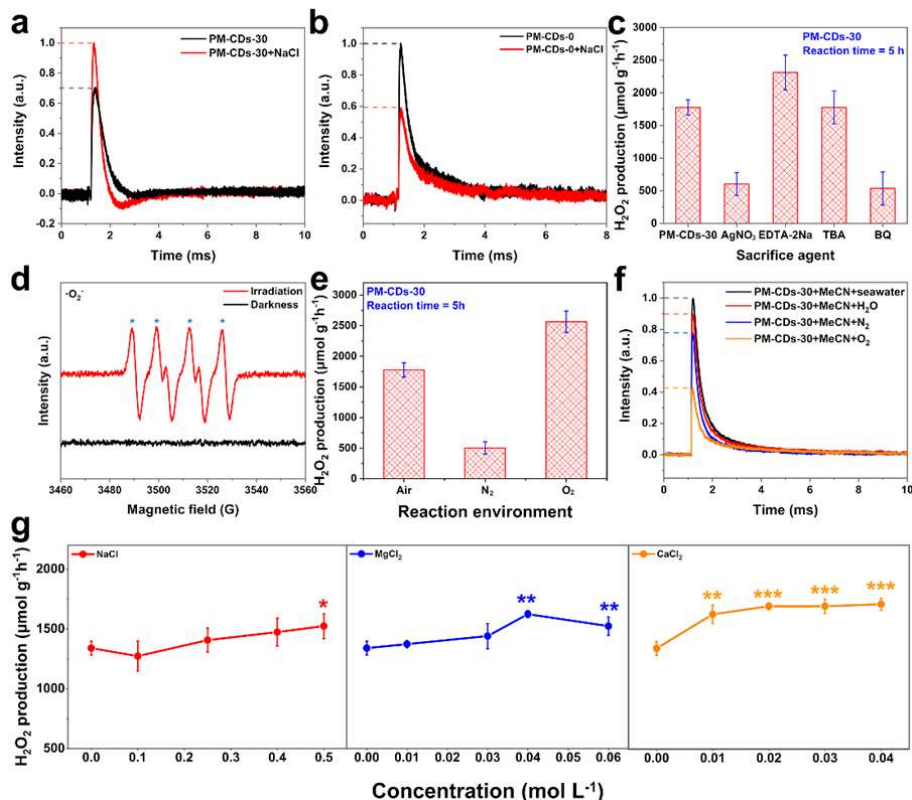 a
PM-CDs-30
PM-CDs-30+NaCl
Intensity (a.u.)
1.0
0.8
0.6
0.4
0.2
0.0
-0.2
0 2 4 6 8 10
Time (ms)
b
PM-CDs-0
PM-CDs-0+NaCl
Intensity (a.u.)
1.0
0.8
0.6
0.4
0.2
0.0
0 2 4 6 8
Time (ms)
c
PM-CDs-30
Reaction time = 5 h
H₂O₂ production (μmol g⁻¹h⁻¹)
3000
2500
2000
1500
1000
500
0
PM-CDs-30 AgNO₃ EDTA-2Na TBA BQ
Sacrifice agent
d
·O₂⁻
Irradiation
Darkness
* * * *
Intensity (a.u.)
3460 3480 3500 3520 3540 3560
Magnetic field (G)
e
PM-CDs-30
Reaction time = 5h
H₂O₂ production (μmol g⁻¹h⁻¹)
3000
2500
2000
1500
1000
500
0
Air N₂ O₂
Reaction environment
f
PM-CDs-30+MeCN+seawater
PM-CDs-30+MeCN+H₂O
PM-CDs-30+MeCN+N₂
PM-CDs-30+MeCN+O₂
Intensity (a.u.)
1.0
0.8
0.6
0.4
0.2
0.0
0 2 4 6 8 10
Time (ms)
g
H₂O₂ production (μmol g⁻¹h⁻¹)
2000
1500
1000
500
NaCl
*
0.0 0.1 0.2 0.3 0.4 0.5
MgCl₂
** **
0.00 0.01 0.02 0.03 0.04 0.05 0.06
CaCl₂
** *** *** ***
0.00 0.01 0.02 0.03 0.04
Concentration (mol L⁻¹)